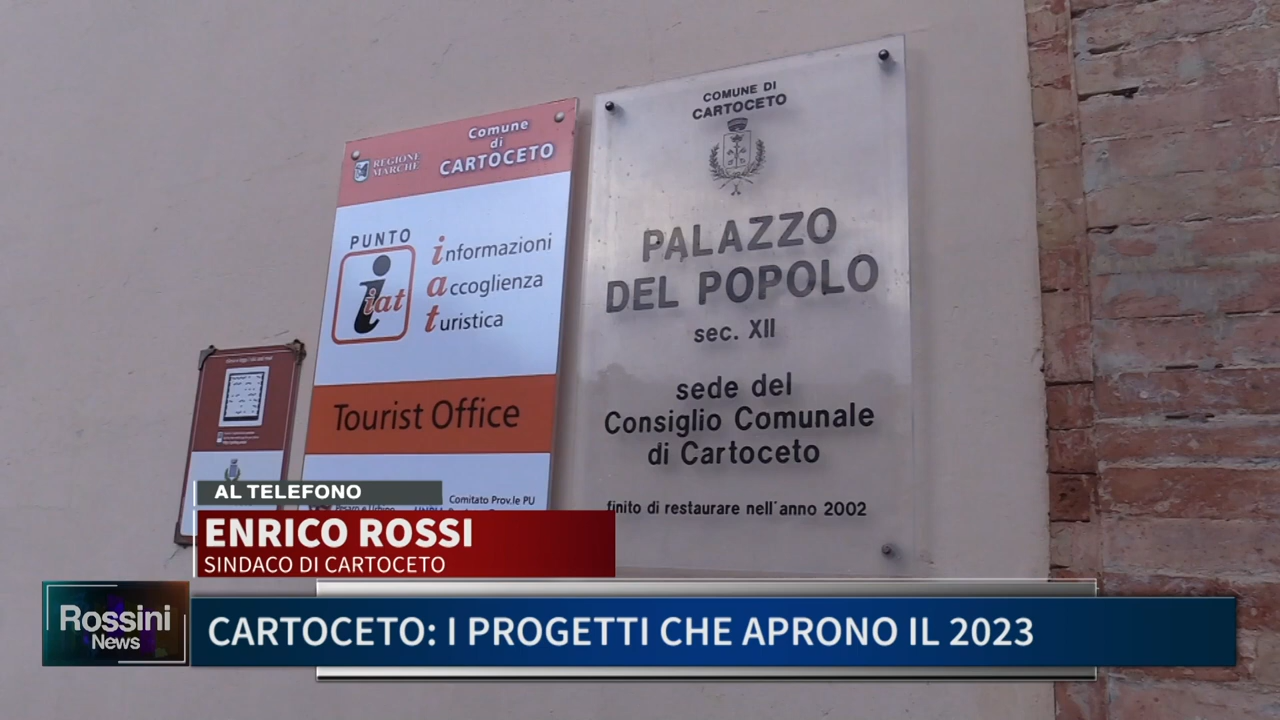 COMUNE DI
CARTOCETO
PALAZZO
DEL POPOLO
sec. XII
sede del
Consiglio Comunale
di Cartoceto
finito di restaurare nell'anno 2002
REGIONE
MARCHE
Comune
di
CARTOCETO
PUNTO
iat
informazioni
accoglienza
turistica
Tourist Office
Comitato Prov.le PU
Pesaro e Urbino
AL TELEFONO
ENRICO ROSSI
SINDACO DI CARTOCETO
Rossini
News
CARTOCETO: I PROGETTI CHE APRONO IL 2023